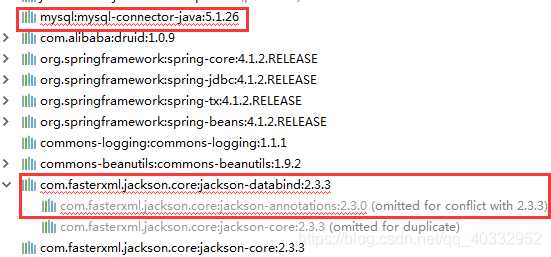 mysql:mysql-connector-java:5.1.26
com.alibaba:druid:1.0.9
org.springframework:spring-core:4.1.2.RELEASE
org.springframework:spring-jdbc:4.1.2.RELEASE
org.springframework:spring-tx:4.1.2.RELEASE
org.springframework:spring-beans:4.1.2.RELEASE
commons-logging:commons-logging:1.1.1
commons-beanutils:commons-beanutils:1.9.2
com.fasterxml.jackson.core:jackson-databind:2.3.3
com.fasterxml.jackson.core:jackson-annotations:2.3.0 (omitted for conflict with 2.3.3)
com.fasterxml.jackson.core:jackson-core:2.3.3 (omitted for duplicate)
https://blog.csdn.net/qq_40332952
com.fasterxml.jackson.core:jackson-core:2.3.3